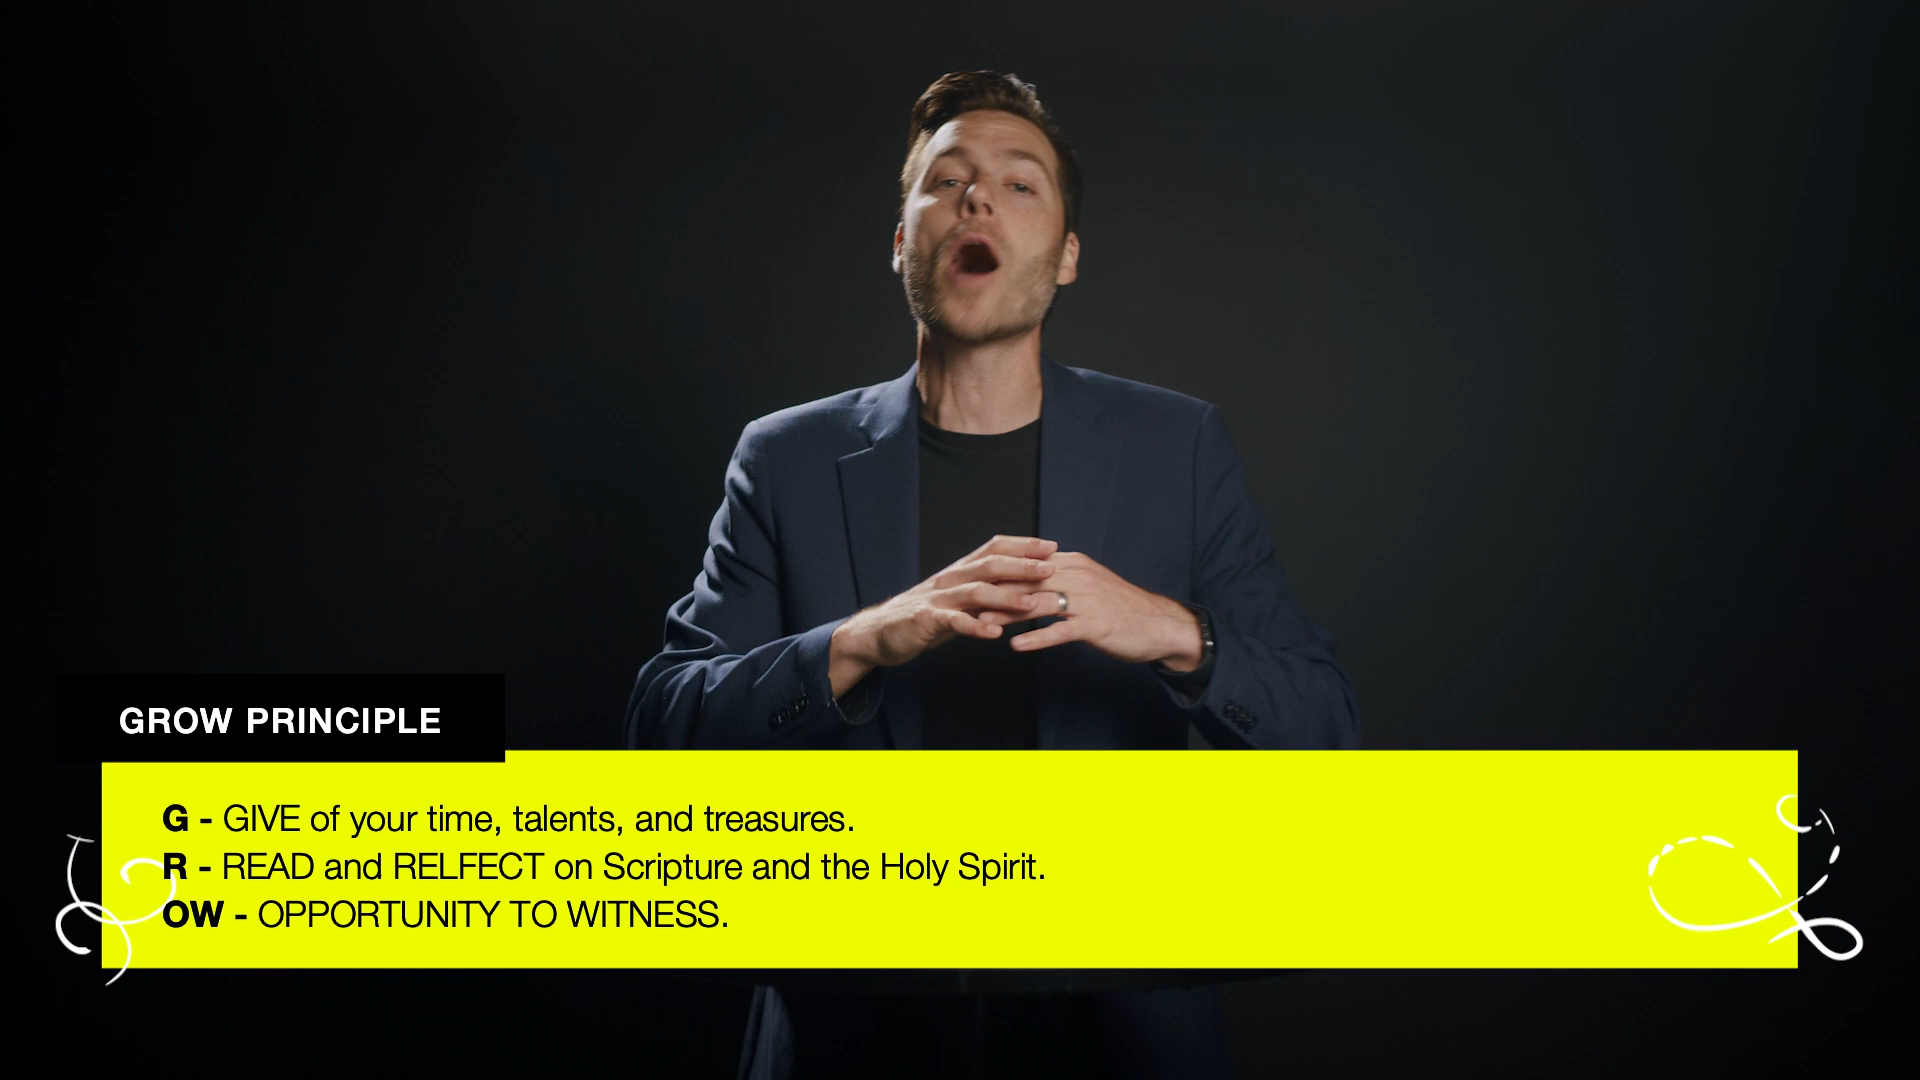 GROW PRINCIPLE
G - GIVE of your time, talents, and treasures.
R - READ and RELFECT on Scripture and the Holy Spirit.
OW - OPPORTUNITY TO WITNESS.